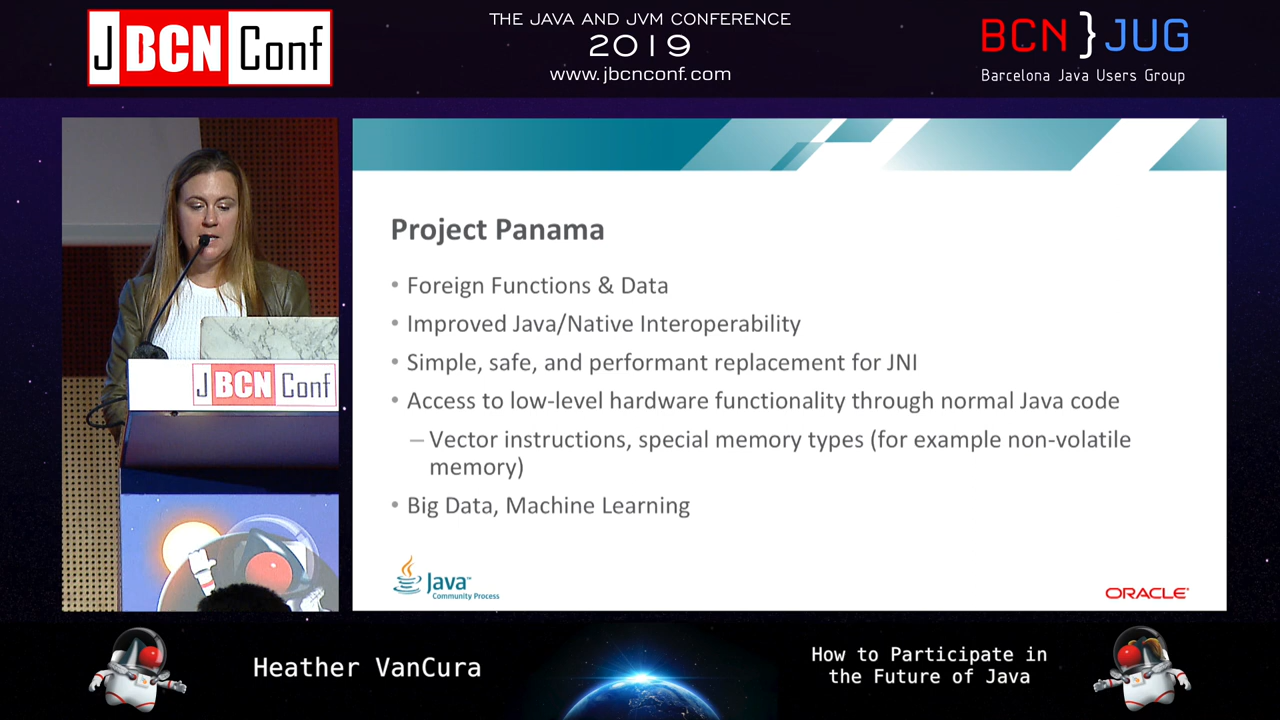 J BCN Conf
THE JAVA AND JVM CONFERENCE
2019
www.jbcnconf.com
BCN } JUG
Barcelona Java Users Group
J BCN Conf
Project Panama
• Foreign Functions & Data
• Improved Java/Native Interoperability
• Simple, safe, and performant replacement for JNI
• Access to low-level hardware functionality through normal Java code
– Vector instructions, special memory types (for example non-volatile
memory)
• Big Data, Machine Learning
Java™
Community Process
ORACLE®
Heather VanCura
How to Participate in
the Future of Java